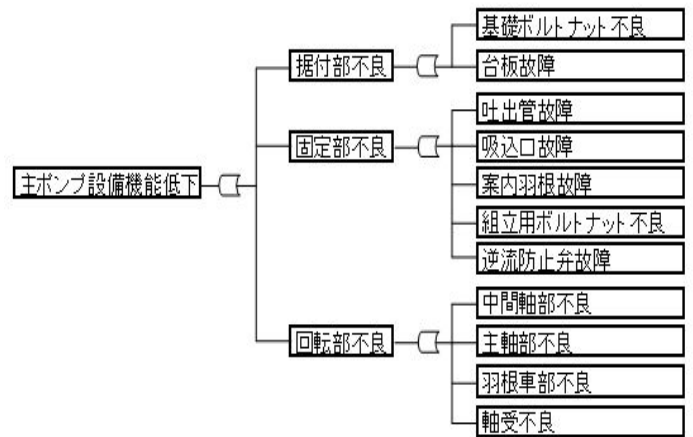 主ポンプ設備機能低下
据付部不良
基礎ボルトナット不良
台板故障
固定部不良
吐出管故障
吸込口故障
案内羽根故障
組立用ボルトナット不良
逆流防止弁故障
回転部不良
中間軸部不良
主軸部不良
羽根車部不良
軸受不良